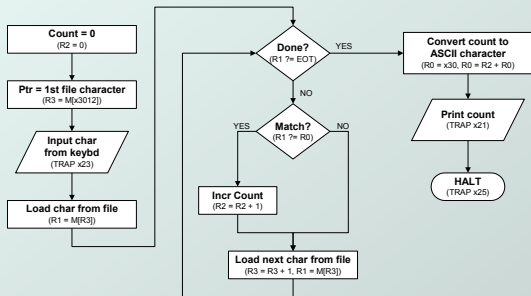 Count = 0
(R2 = 0)
Ptr = 1st file character
(R3 = M[x3012])
Input char
from keybd
(TRAP x23)
Load char from file
(R1 = M[R3])
Done?
(R1 ?= EOT)
YES
NO
Match?
(R1 ?= R0)
YES
NO
Incr Count
(R2 = R2 + 1)
Load next char from file
(R3 = R3 + 1, R1 = M[R3])
Convert count to
ASCII character
(R0 = x30, R0 = R2 + R0)
Print count
(TRAP x21)
HALT
(TRAP x25)